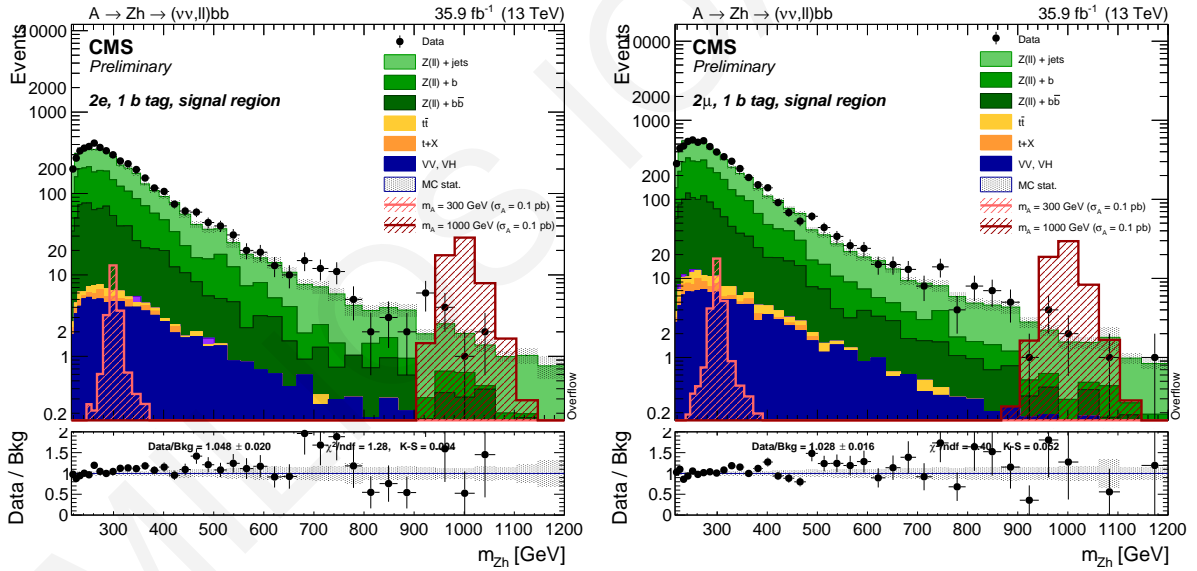 A → Zh → (νν,ll)bb 35.9 fb⁻¹ (13 TeV)
Events
CMS
Preliminary
2e, 1 b tag, signal region
Data
Z(ll) + jets
Z(ll) + b
Z(ll) + bb̄
tt̄
t+X
VV, VH
MC stat.
m_A = 300 GeV (σ_A = 0.1 pb)
m_A = 1000 GeV (σ_A = 0.1 pb)
10000
2000
1000
200
100
20
10
2
1
0.2
Overflow
Data / Bkg
Data/Bkg = 1.048 ± 0.020 χ²/ndf = 1.28, K-S =
2
1.5
1
0.5
0
300 400 500 600 700 800 900 1000 1100 1200
m_Zh [GeV]
A → Zh → (νν,ll)bb 35.9 fb⁻¹ (13 TeV)
Events
CMS
Preliminary
2μ, 1 b tag, signal region
Data
Z(ll) + jets
Z(ll) + b
Z(ll) + bb̄
tt̄
t+X
VV, VH
MC stat.
m_A = 300 GeV (σ_A = 0.1 pb)
m_A = 1000 GeV (σ_A = 0.1 pb)
10000
2000
1000
200
100
20
10
2
1
0.2
Overflow
Data / Bkg
Data/Bkg = 1.028 ± 0.016 K-S = 0.052
2
1.5
1
0.5
0
300 400 500 600 700 800 900 1000 1100 1200
m_Zh [GeV]